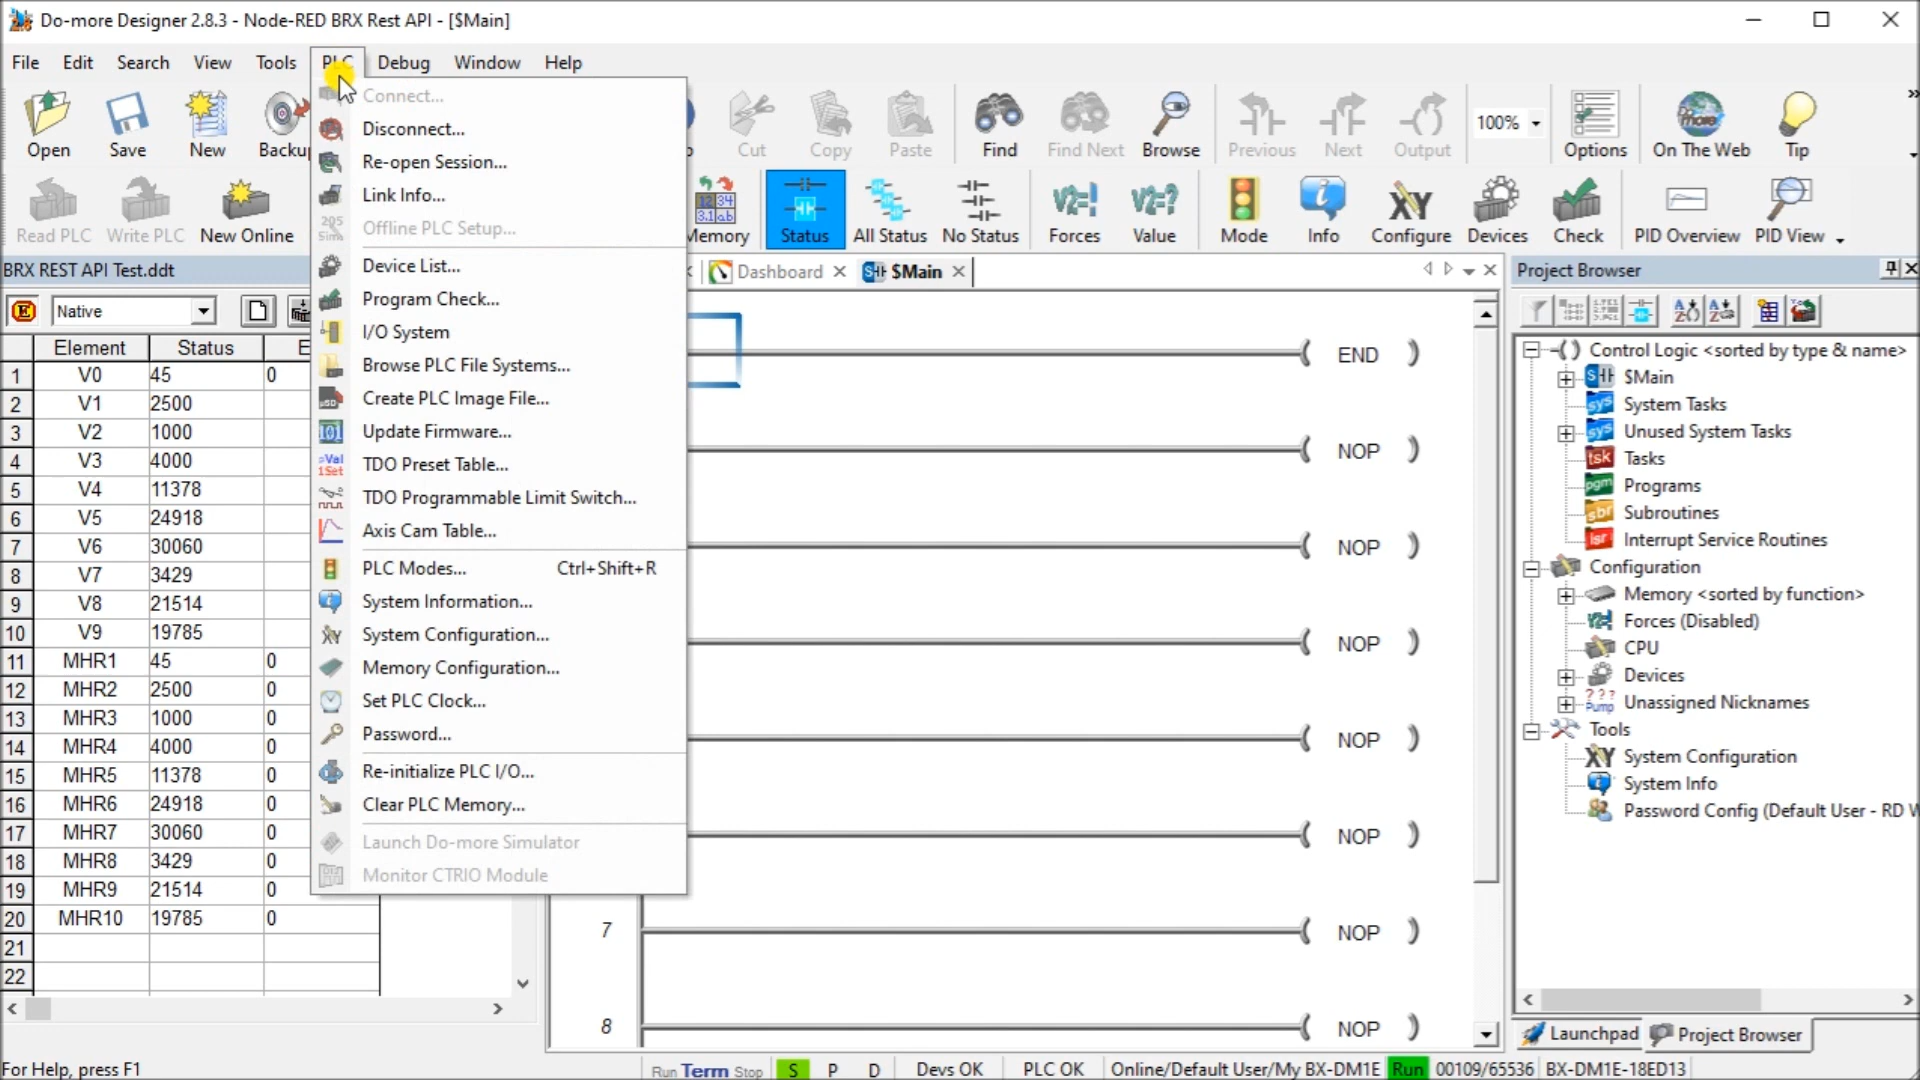 Do-more Designer 2.8.3 - Node-RED BRX Rest API - [$Main]
File Edit Search View Tools PLC Debug Window Help
Open Save New Backup Cut Copy Paste Find Find Next Browse Previous Next Output 100% Options On The Web Tip
Read PLC Write PLC New Online Memory Status All Status No Status Forces Value Mode Info Configure Devices Check PID Overview PID View
BRX REST API Test.ddt
Native
Element Status E
1 V0 45 0
2 V1 2500
3 V2 1000
4 V3 4000
5 V4 11378
6 V5 24918
7 V6 30060
8 V7 3429
9 V8 21514
10 V9 19785
11 MHR1 45 0
12 MHR2 2500 0
13 MHR3 1000 0
14 MHR4 4000 0
15 MHR5 11378 0
16 MHR6 24918 0
17 MHR7 30060 0
18 MHR8 3429 0
19 MHR9 21514 0
20 MHR10 19785 0
21
22
Connect...
Disconnect...
Re-open Session...
Link Info...
Offline PLC Setup...
Device List...
Program Check...
I/O System
Browse PLC File Systems...
Create PLC Image File...
Update Firmware...
TDO Preset Table...
TDO Programmable Limit Switch...
Axis Cam Table...
PLC Modes... Ctrl+Shift+R
System Information...
System Configuration...
Memory Configuration...
Set PLC Clock...
Password...
Re-initialize PLC I/O...
Clear PLC Memory...
Launch Do-more Simulator
Monitor CTRIO Module
Dashboard $Main
END
NOP
NOP
NOP
NOP
NOP
7 NOP
8 NOP
Project Browser
Control Logic <sorted by type & name>
$Main
System Tasks
Unused System Tasks
Tasks
Programs
Subroutines
Interrupt Service Routines
Configuration
Memory <sorted by function>
Forces (Disabled)
CPU
Devices
Unassigned Nicknames
Tools
System Configuration
System Info
Password Config (Default User - RD W
Launchpad Project Browser
For Help, press F1 Run Term Stop S P D Devs OK PLC OK Online/Default User/My BX-DM1E Run 00109/65536 BX-DM1E-18ED13